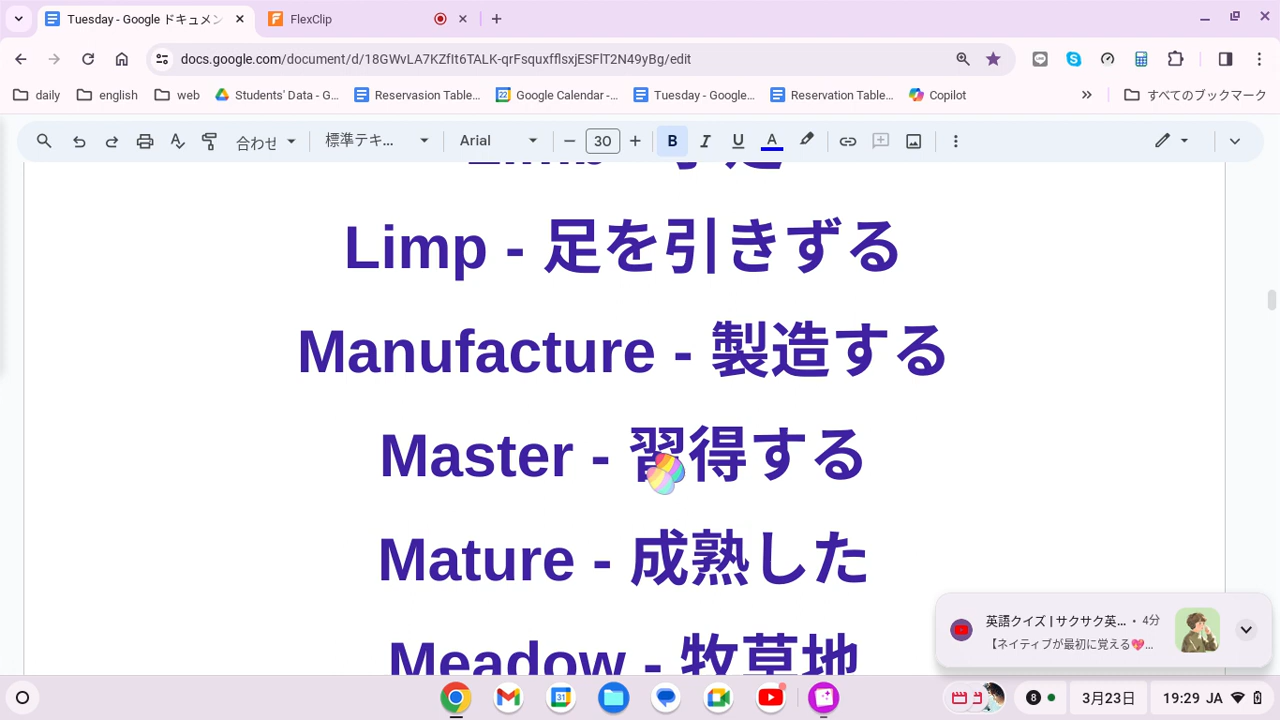 Tuesday - Google ドキュメン
FlexClip
docs.google.com/document/d/18GWvLA7KZfIt6TALK-qrFsquxfflsxjESFlT2N49yBg/edit
daily
english
web
Students' Data - G...
Reservasion Table...
Google Calendar -...
Tuesday - Google...
Reservation Table...
Copilot
すべてのブックマーク
合わせ
標準テキ...
Arial
30
B
I
U
A
Limp - 足を引きずる
Manufacture - 製造する
Master - 習得する
Mature - 成熟した
Meadow - 牧草地
英語クイズ | サクサク英... • 4分
【ネイティブが最初に覚える💖...
8
3月23日
19:29 JA